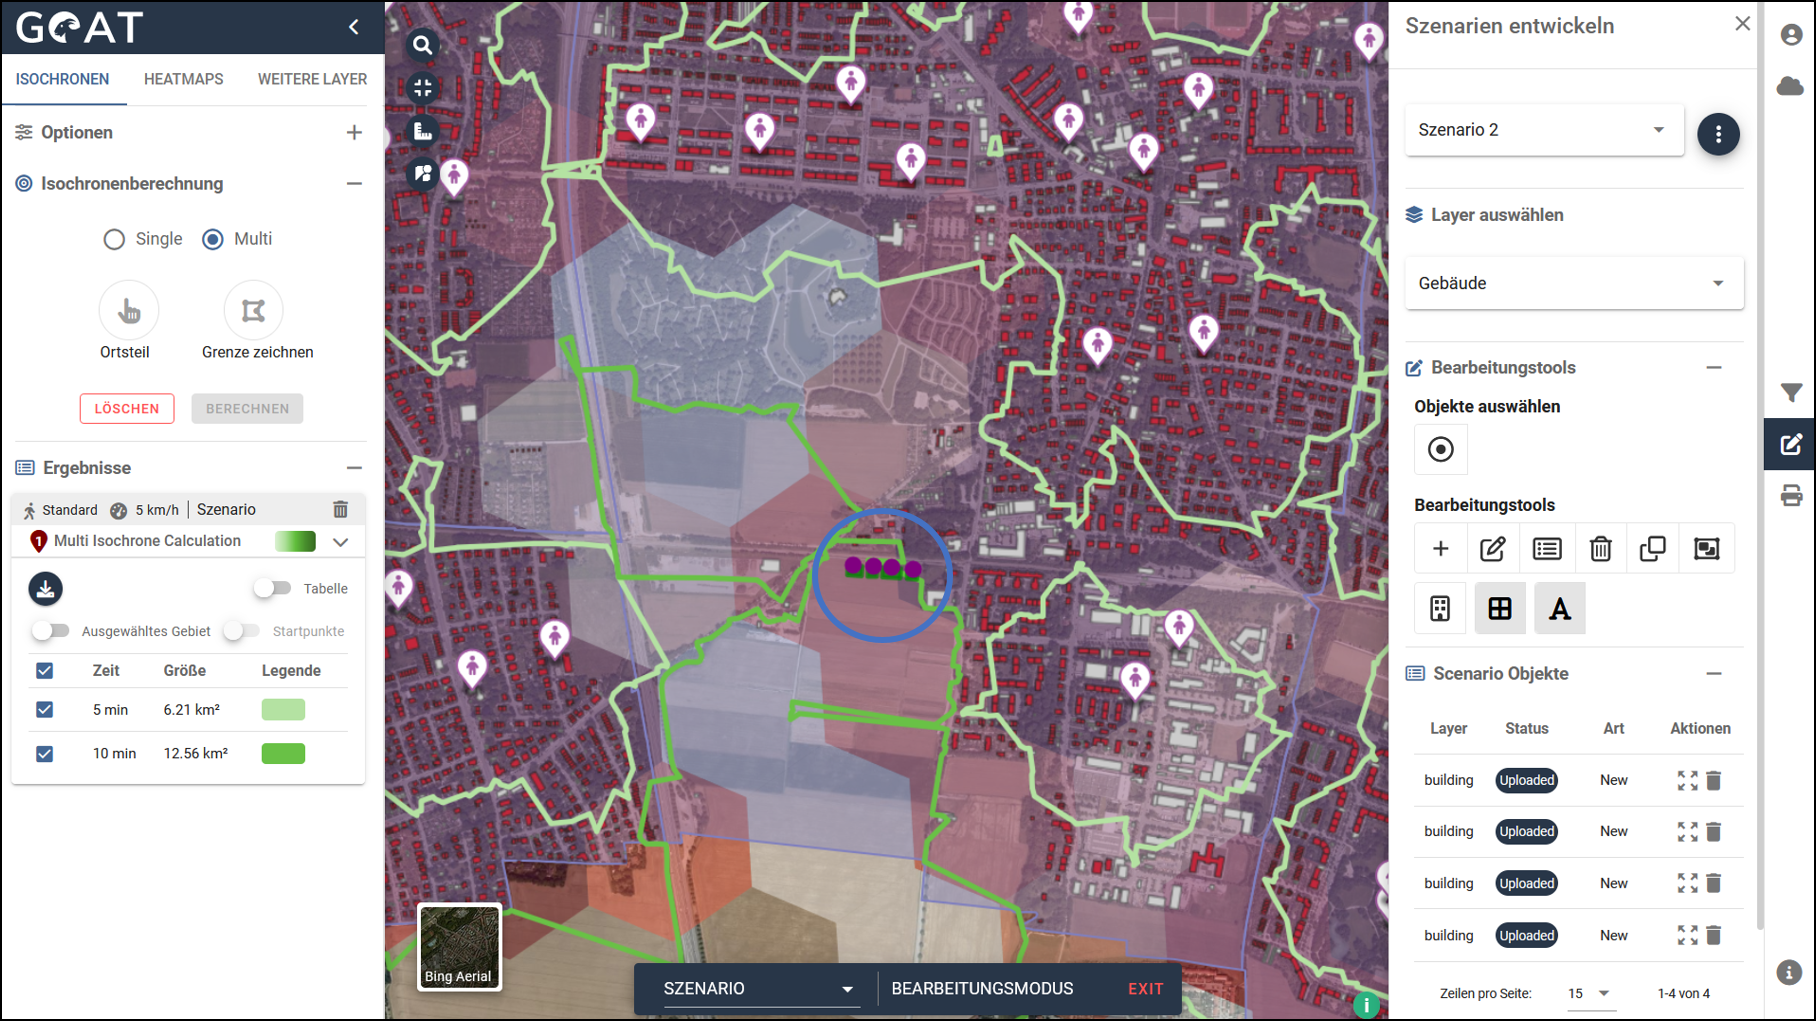 GOAT
ISOCHRONEN HEATMAPS WEITERE LAYER
Optionen
Isochronenberechnung
Single Multi
Ortsteil Grenze zeichnen
LÖSCHEN BERECHNEN
Ergebnisse
Standard 5 km/h Szenario
1 Multi Isochrone Calculation
Tabelle
Ausgewähltes Gebiet Startpunkte
Zeit Größe Legende
5 min 6.21 km²
10 min 12.56 km²
Bing Aerial
SZENARIO BEARBEITUNGSMODUS EXIT
Szenarien entwickeln
Szenario 2
Layer auswählen
Gebäude
Bearbeitungstools
Objekte auswählen
Bearbeitungstools
A
Scenario Objekte
Layer Status Art Aktionen
building Uploaded New
building Uploaded New
building Uploaded New
building Uploaded New
Zeilen pro Seite: 15 1-4 von 4